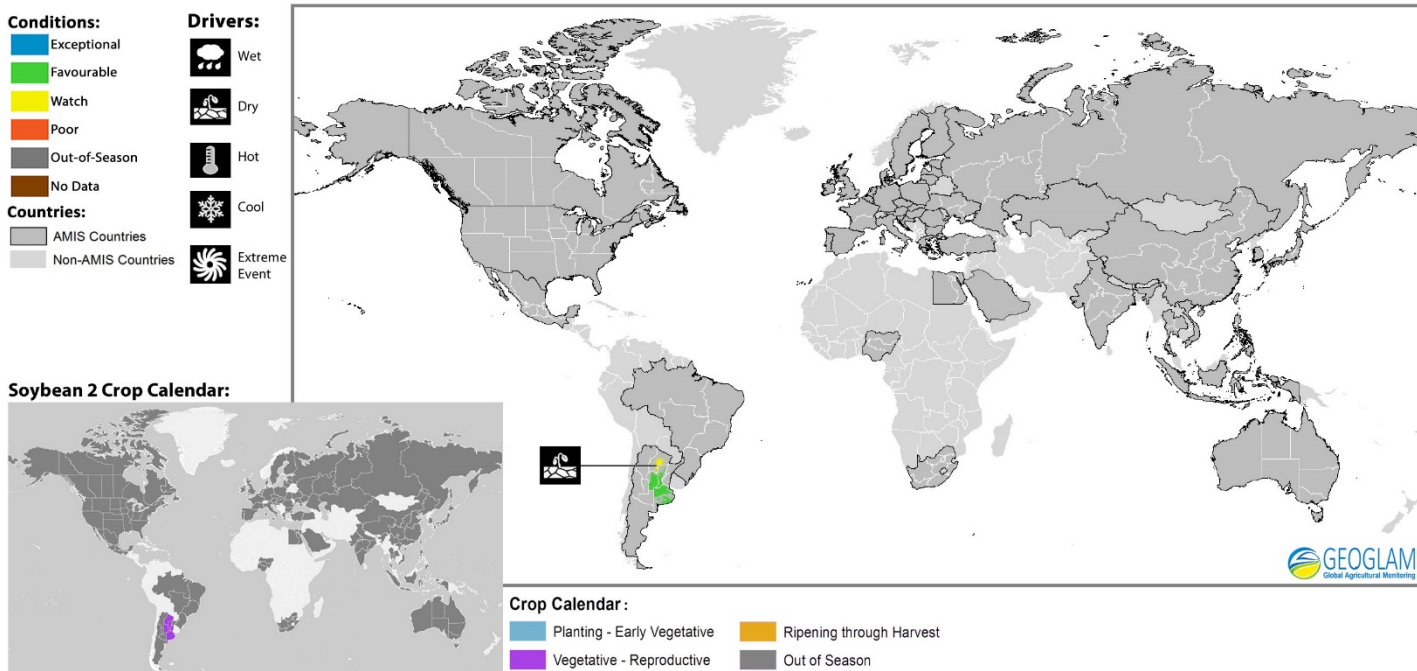 Conditions:
Exceptional
Favourable
Watch
Poor
Out-of-Season
No Data
Countries:
AMIS Countries
Non-AMIS Countries
Drivers:
Wet
Dry
Hot
Cool
Extreme
Event
Soybean 2 Crop Calendar:
GEOGLAM
Global Agricultural Monitoring
Crop Calendar :
Planting - Early Vegetative
Vegetative - Reproductive
Ripening through Harvest
Out of Season